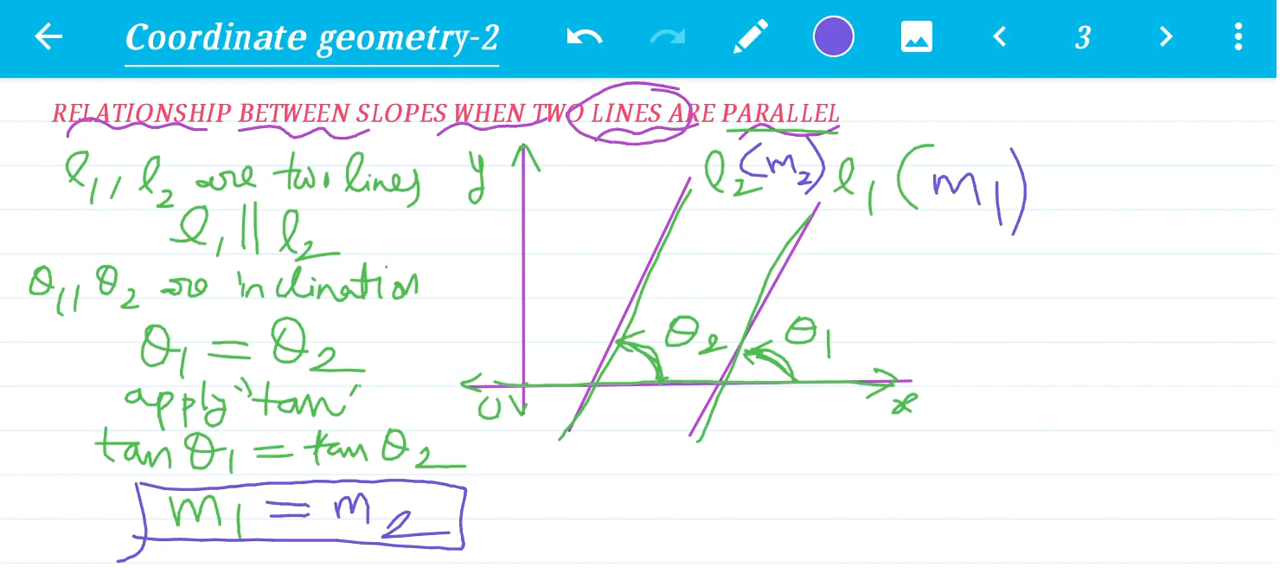 Coordinate geometry-2
3
RELATIONSHIP BETWEEN SLOPES WHEN TWO LINES ARE PARALLEL
l₁, l₂ are two lines
l₁ || l₂
θ₁, θ₂ are inclination
θ₁ = θ₂
apply "tan"
tan θ₁ = tan θ₂
m₁ = m₂
y
l₂ (m₂) l₁ (m₁)
θ₂ θ₁
O x